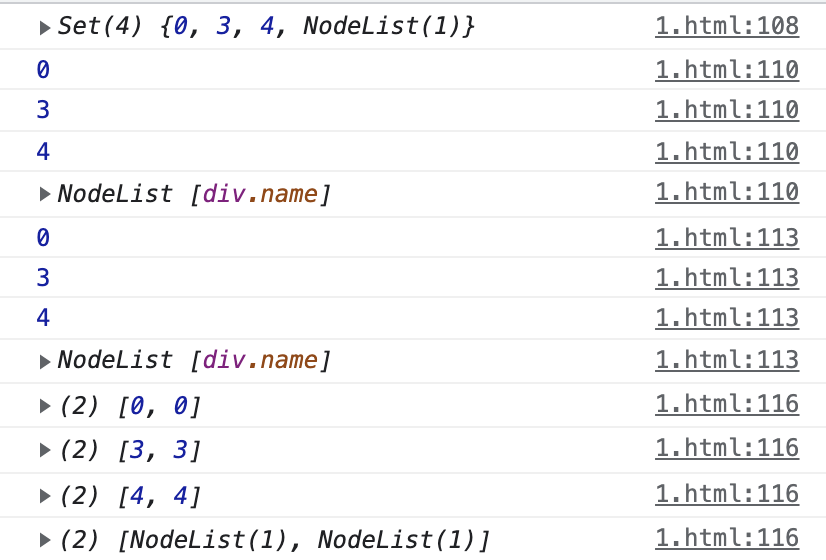 ▶Set(4) {0, 3, 4, NodeList(1)} 1.html:108
0 1.html:110
3 1.html:110
4 1.html:110
▶NodeList [div.name] 1.html:110
0 1.html:113
3 1.html:113
4 1.html:113
▶NodeList [div.name] 1.html:113
▶(2) [0, 0] 1.html:116
▶(2) [3, 3] 1.html:116
▶(2) [4, 4] 1.html:116
▶(2) [NodeList(1), NodeList(1)] 1.html:116